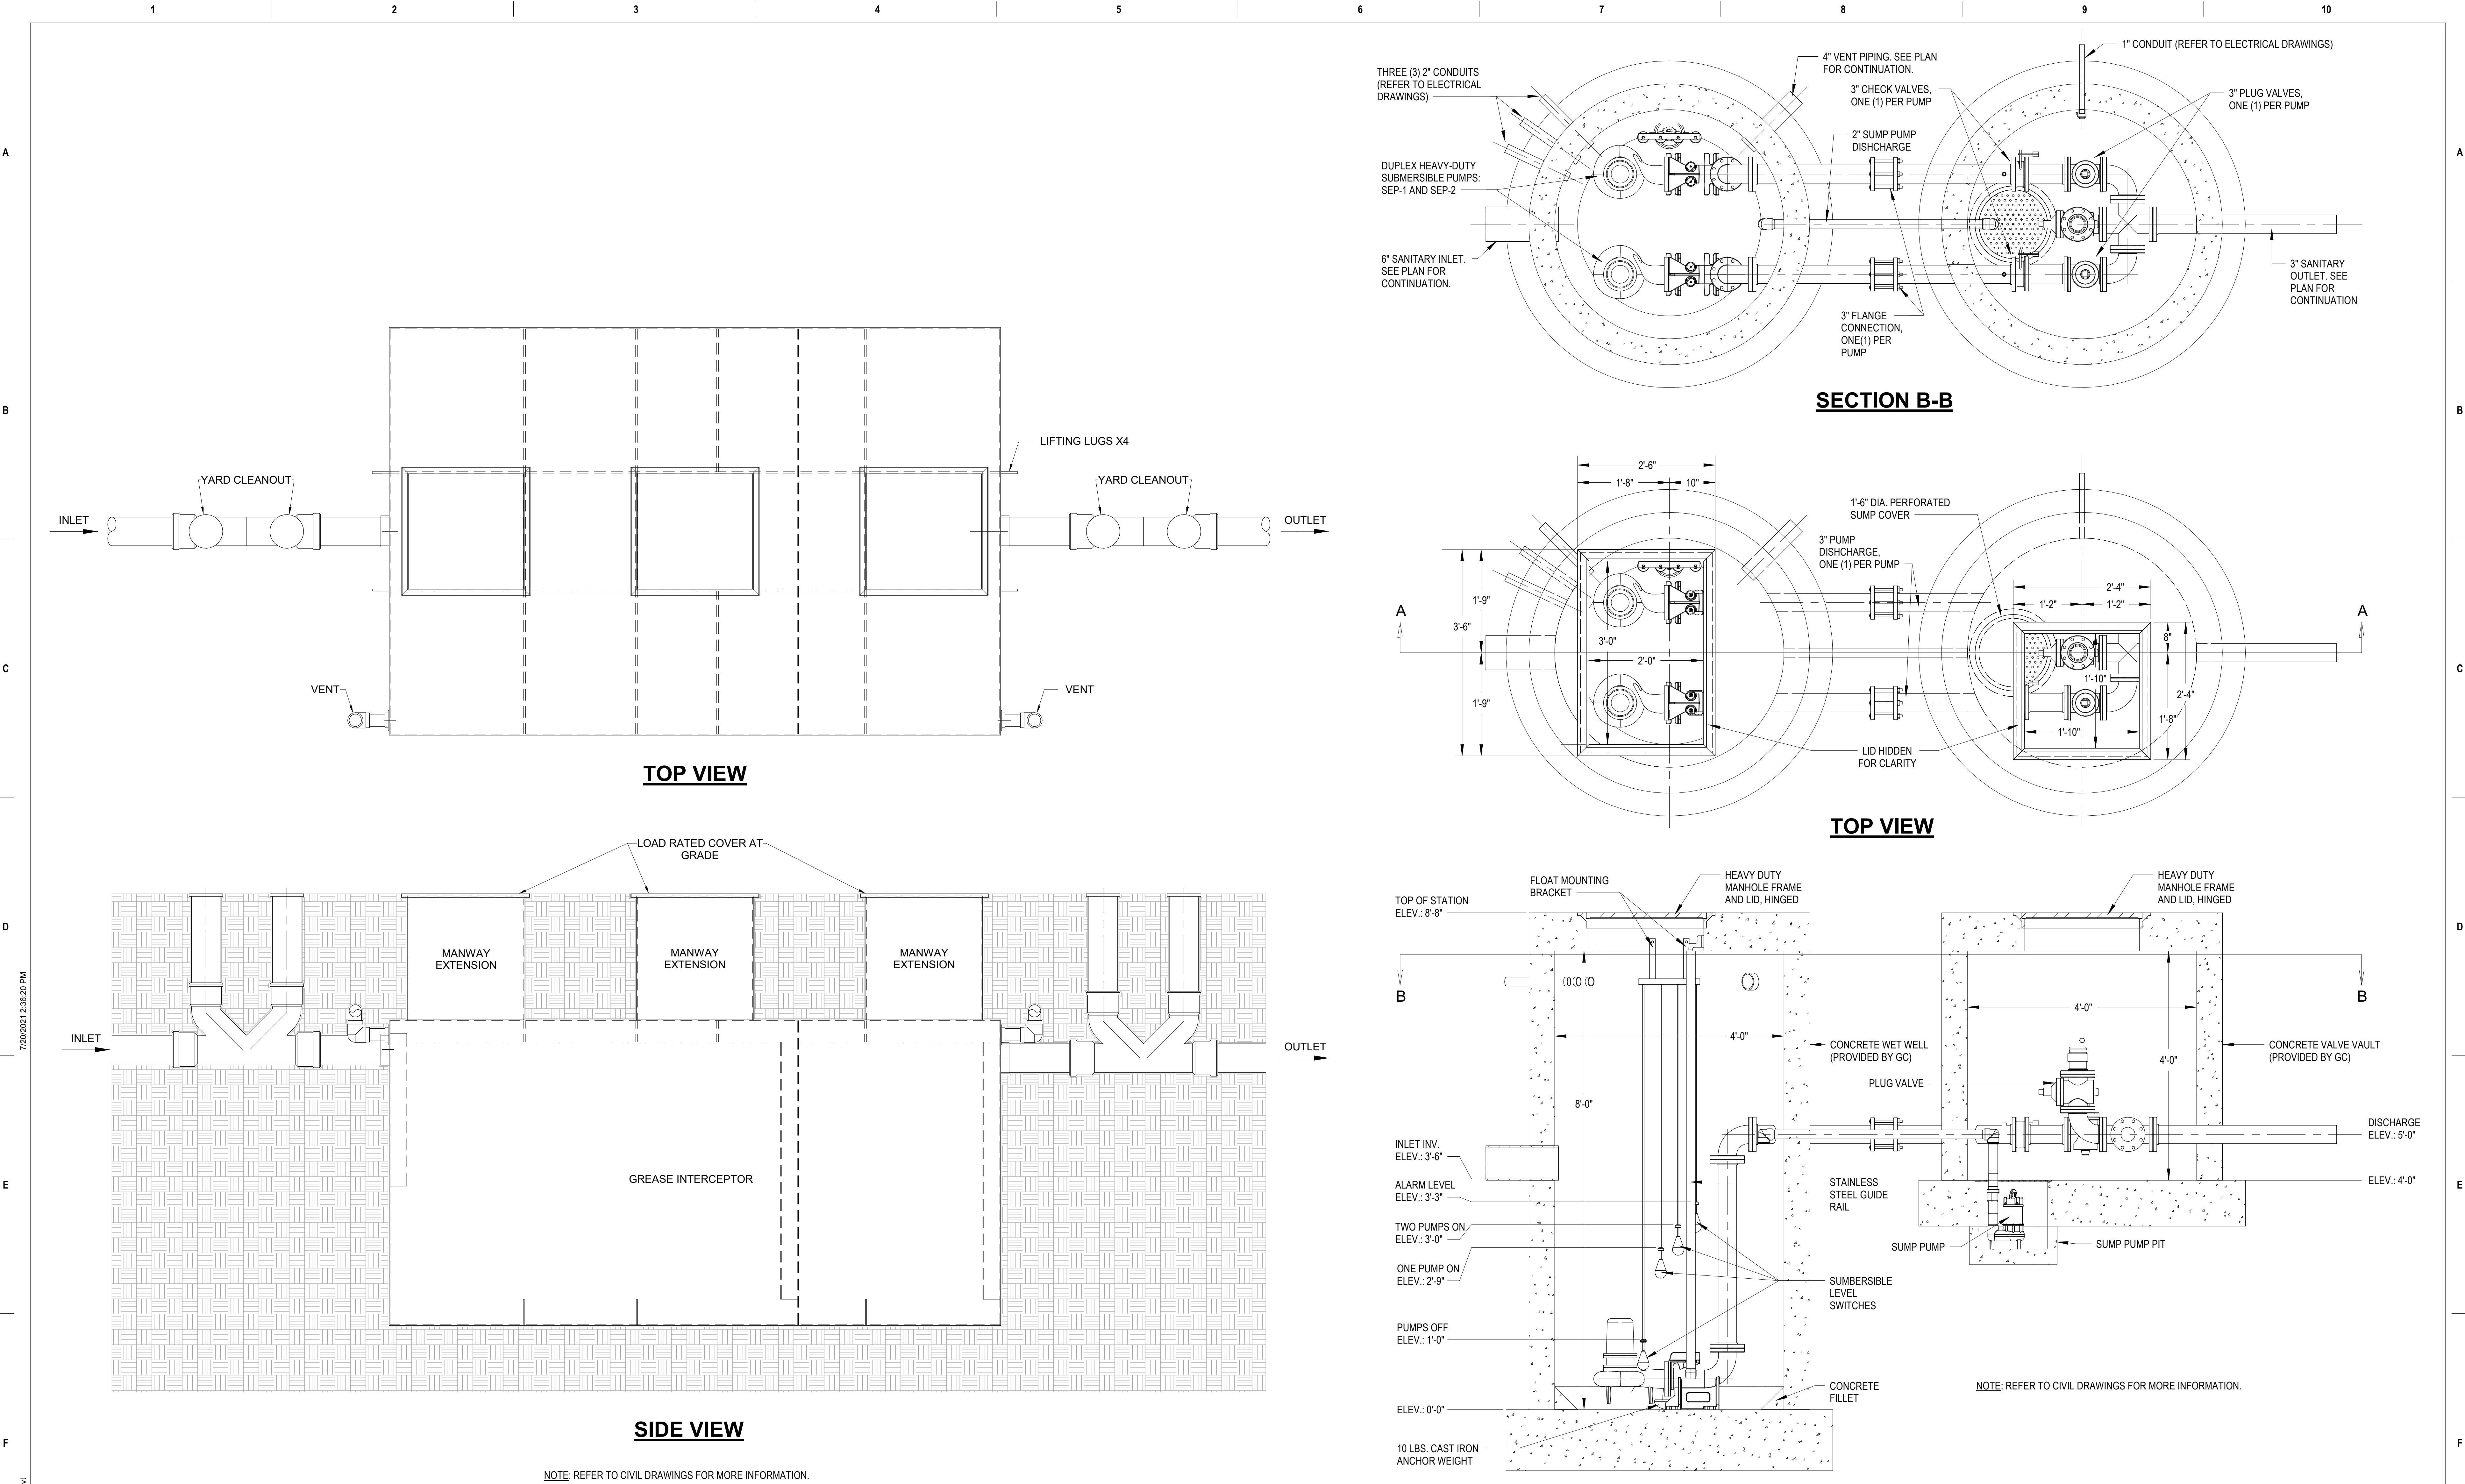 1 2 3 4 5 6 7 8 9 10
A
B
C
D
E
F
7/20/2021 2:36:20 PM
YARD CLEANOUT
INLET
LIFTING LUGS X4
YARD CLEANOUT
OUTLET
VENT
VENT
TOP VIEW
LOAD RATED COVER AT
GRADE
MANWAY
EXTENSION
MANWAY
EXTENSION
MANWAY
EXTENSION
INLET
OUTLET
GREASE INTERCEPTOR
SIDE VIEW
NOTE: REFER TO CIVIL DRAWINGS FOR MORE INFORMATION.
THREE (3) 2" CONDUITS
(REFER TO ELECTRICAL
DRAWINGS)
4" VENT PIPING. SEE PLAN
FOR CONTINUATION.
1" CONDUIT (REFER TO ELECTRICAL DRAWINGS)
3" CHECK VALVES,
ONE (1) PER PUMP
3" PLUG VALVES,
ONE (1) PER PUMP
2" SUMP PUMP
DISHCHARGE
DUPLEX HEAVY-DUTY
SUBMERSIBLE PUMPS:
SEP-1 AND SEP-2
6" SANITARY INLET.
SEE PLAN FOR
CONTINUATION.
3" FLANGE
CONNECTION,
ONE(1) PER
PUMP
3" SANITARY
OUTLET. SEE
PLAN FOR
CONTINUATION
SECTION B-B
2'-6"
1'-8"
10"
1'-6" DIA. PERFORATED
SUMP COVER
3" PUMP
DISHCHARGE,
ONE (1) PER PUMP
2'-4"
1'-2"
1'-2"
A
A
1'-9"
3'-6"
3'-0"
2'-0"
1'-9"
8"
1'-10"
2'-4"
1'-8"
1'-10"
LID HIDDEN
FOR CLARITY
TOP VIEW
TOP OF STATION
ELEV.: 8'-8"
FLOAT MOUNTING
BRACKET
HEAVY DUTY
MANHOLE FRAME
AND LID, HINGED
HEAVY DUTY
MANHOLE FRAME
AND LID, HINGED
B
B
4'-0"
4'-0"
CONCRETE WET WELL
(PROVIDED BY GC)
CONCRETE VALVE VAULT
(PROVIDED BY GC)
PLUG VALVE
4'-0"
8'-0"
DISCHARGE
ELEV.: 5'-0"
INLET INV.
ELEV.: 3'-6"
ALARM LEVEL
ELEV.: 3'-3"
STAINLESS
STEEL GUIDE
RAIL
ELEV.: 4'-0"
TWO PUMPS ON
ELEV.: 3'-0"
SUMP PUMP
SUMP PUMP PIT
ONE PUMP ON
ELEV.: 2'-9"
SUMBERSIBLE
LEVEL
SWITCHES
PUMPS OFF
ELEV.: 1'-0"
CONCRETE
FILLET
NOTE: REFER TO CIVIL DRAWINGS FOR MORE INFORMATION.
ELEV.: 0'-0"
10 LBS. CAST IRON
ANCHOR WEIGHT
A
B
C
D
E
F